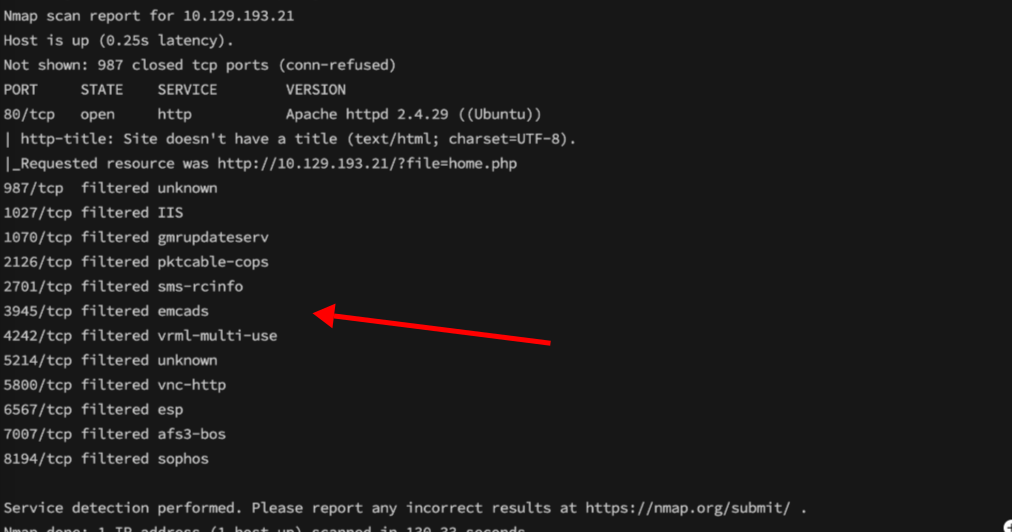 Nmap scan report for 10.129.193.21
Host is up (0.25s latency).
Not shown: 987 closed tcp ports (conn-refused)
PORT     STATE    SERVICE        VERSION
80/tcp   open     http           Apache httpd 2.4.29 ((Ubuntu))
| http-title: Site doesn't have a title (text/html; charset=UTF-8).
|_Requested resource was http://10.129.193.21/?file=home.php
987/tcp  filtered unknown
1027/tcp filtered IIS
1070/tcp filtered gmrupdateserv
2126/tcp filtered pktcable-cops
2701/tcp filtered sms-rcinfo
3945/tcp filtered emcads
4242/tcp filtered vrml-multi-use
5214/tcp filtered unknown
5800/tcp filtered vnc-http
6567/tcp filtered esp
7007/tcp filtered afs3-bos
8194/tcp filtered sophos
Service detection performed. Please report any incorrect results at https://nmap.org/submit/ .
Nmap done: 1 IP address (1 host up) scanned in 130.33 seconds